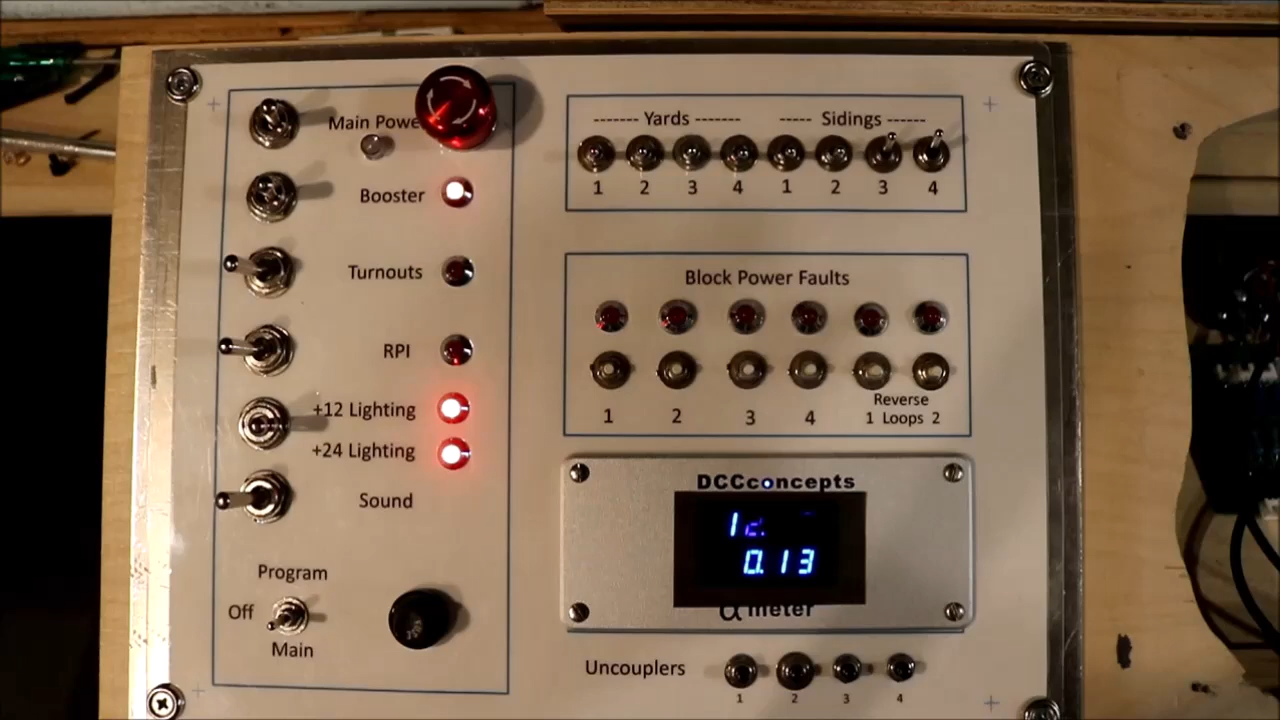 Main Power
Booster
Turnouts
RPI
+12 Lighting
+24 Lighting
Sound
Program
Off
Main
------- Yards ------- ----- Sidings ------
1 2 3 4 1 2 3 4
Block Power Faults
Reverse
1 2 3 4 1 Loops 2
DCCconcepts
0.13
α meter
Uncouplers
1 2 3 4